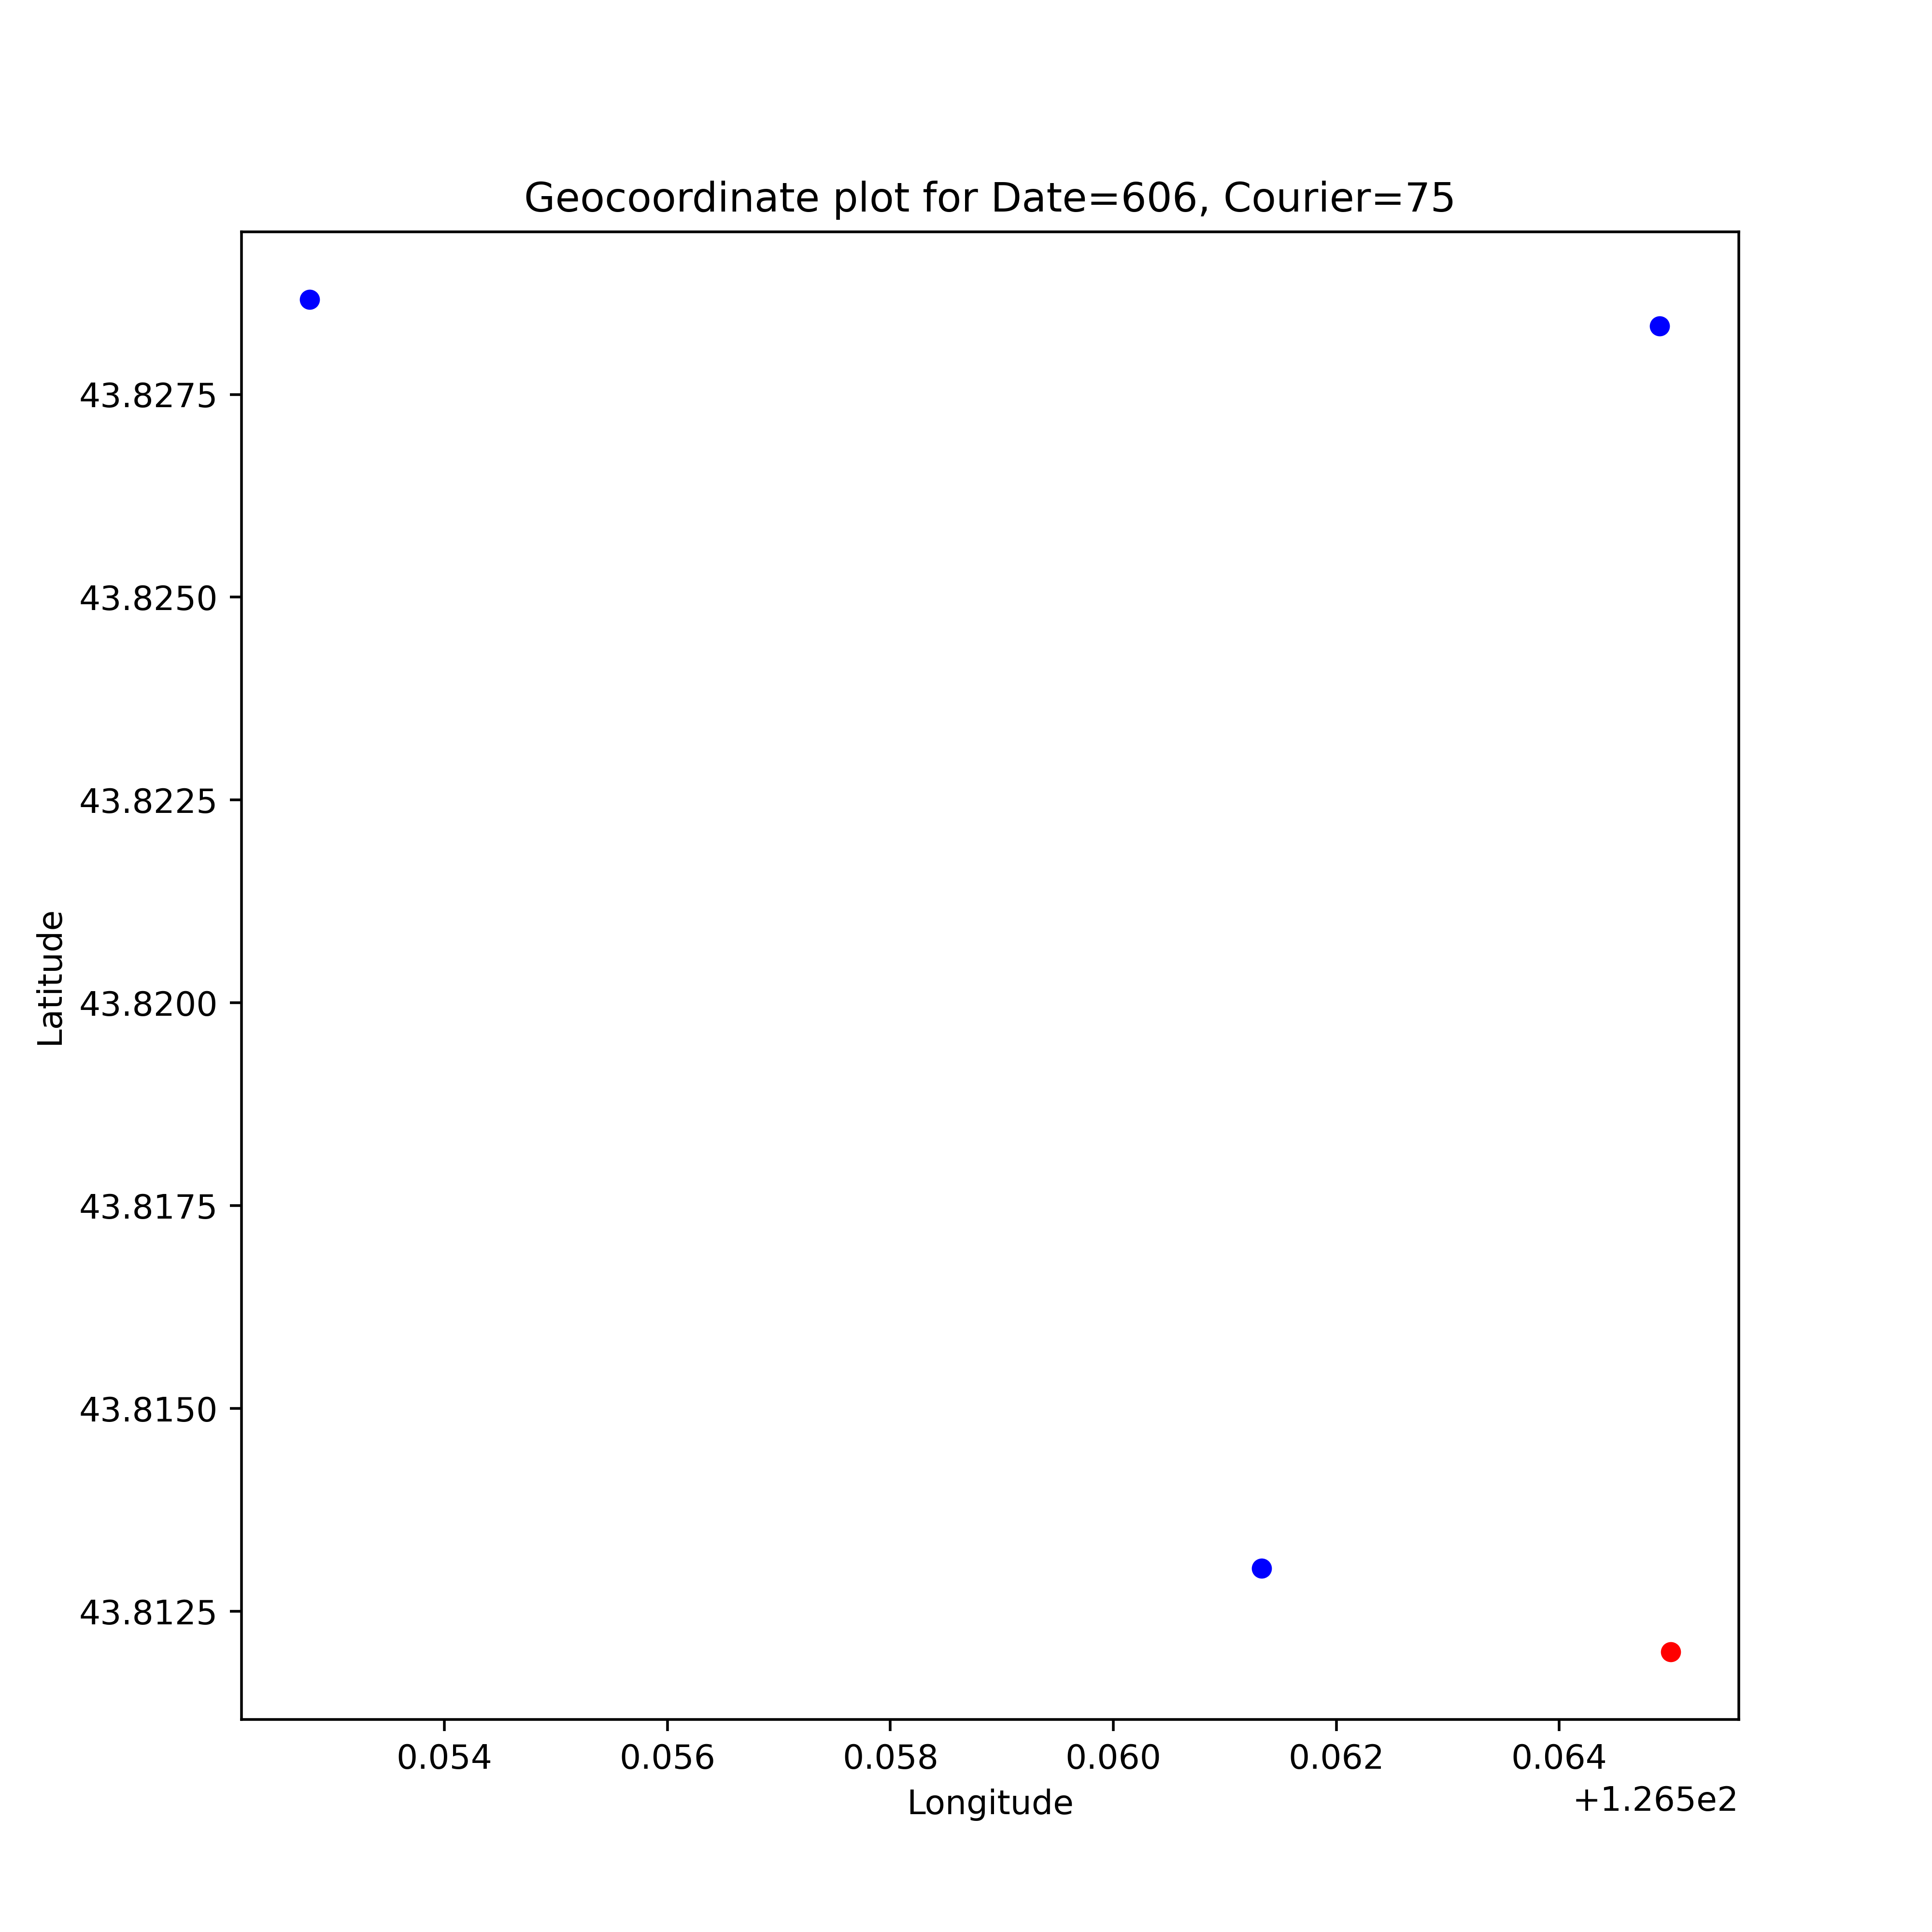 Geocoordinate plot for Date=606, Courier=75
43.8275
43.8250
43.8225
43.8200
43.8175
43.8150
43.8125
Latitude
0.054 0.056 0.058 0.060 0.062 0.064
+1.265e2
Longitude